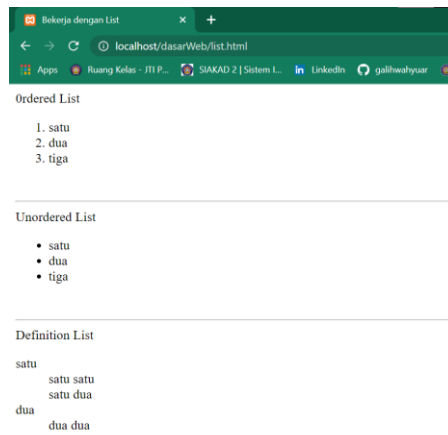 Bekerja dengan List
localhost/dasarWeb/list.html
Apps Ruang Kelas - JTI P... SIAKAD 2 | Sistem I... LinkedIn galihwahyuar
Ordered List
1. satu
2. dua
3. tiga
Unordered List
• satu
• dua
• tiga
Definition List
satu
satu satu
satu dua
dua
dua dua